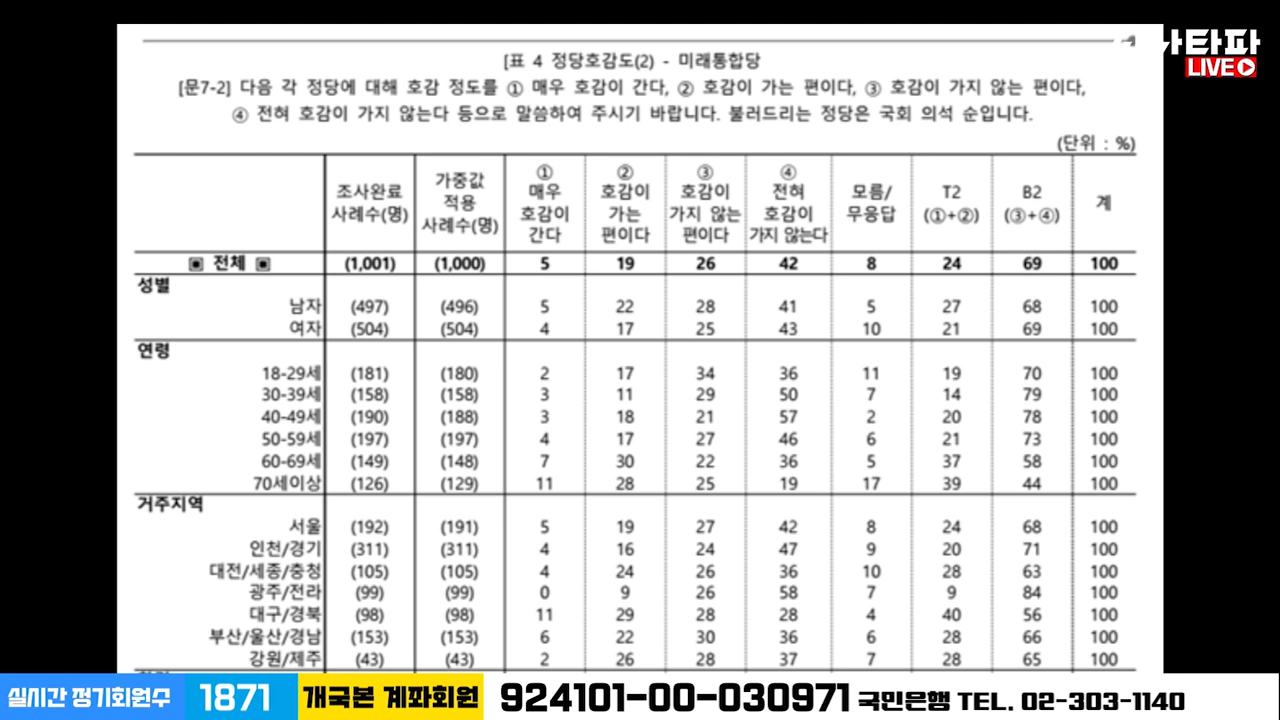 시타파
LIVE
[표 4 정당호감도(2) - 미래통합당
[문7-2] 다음 각 정당에 대해 호감 정도를 ① 매우 호감이 간다, ② 호감이 가는 편이다, ③ 호감이 가지 않는 편이다,
④ 전혀 호감이 가지 않는다 등으로 말씀하여 주시기 바랍니다. 불러드리는 정당은 국회 의석 순입니다.
(단위 : %)
조사완료 사례수(명) 가중값 적용 사례수(명) ① 매우 호감이 간다 ② 호감이 가는 편이다 ③ 호감이 가지 않는 편이다 ④ 전혀 호감이 가지 않는다 모름/무응답 T2 (①+②) B2 (③+④) 계
▣ 전체 ▣ (1,001) (1,000) 5 19 26 42 8 24 69 100
성별
남자 (497) (496) 5 22 28 41 5 27 68 100
여자 (504) (504) 4 17 25 43 10 21 69 100
연령
18-29세 (181) (180) 2 17 34 36 11 19 70 100
30-39세 (158) (158) 3 11 29 50 7 14 79 100
40-49세 (190) (188) 3 18 21 57 2 20 78 100
50-59세 (197) (197) 4 17 27 46 6 21 73 100
60-69세 (149) (148) 7 30 22 36 5 37 58 100
70세이상 (126) (129) 11 28 25 19 17 39 44 100
거주지역
서울 (192) (191) 5 19 27 42 8 24 68 100
인천/경기 (311) (311) 4 16 24 47 9 20 71 100
대전/세종/충청 (105) (105) 4 24 26 36 10 28 63 100
광주/전라 (99) (99) 0 9 26 58 7 9 84 100
대구/경북 (98) (98) 11 29 28 28 4 40 56 100
부산/울산/경남 (153) (153) 6 22 30 36 6 28 66 100
강원/제주 (43) (43) 2 26 28 37 7 28 65 100
실시간 정기회원수 1871 개국본 계좌회원 924101-00-030971 국민은행 TEL. 02-303-1140